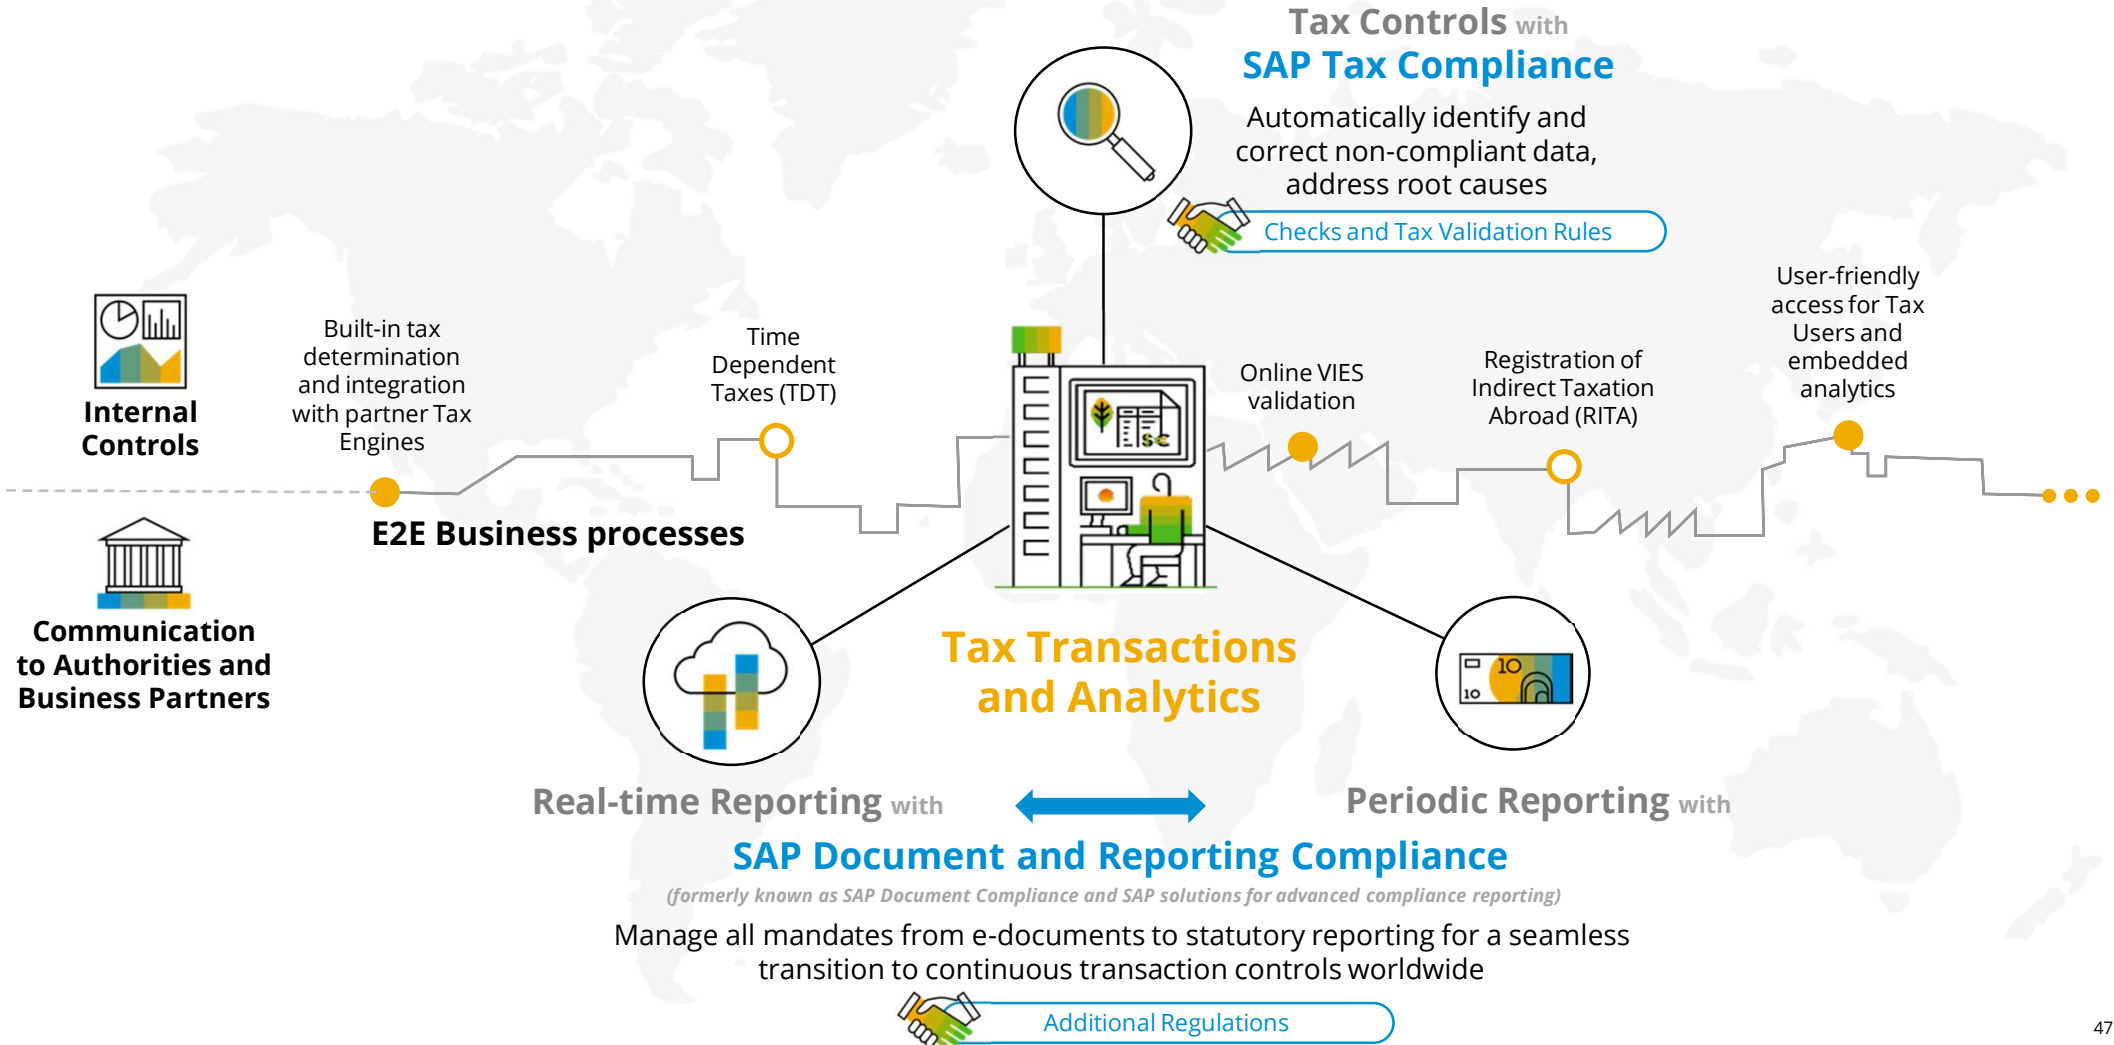 Tax Controls with
SAP Tax Compliance
Automatically identify and
correct non-compliant data,
address root causes
Checks and Tax Validation Rules
Internal
Controls
Built-in tax
determination
and integration
with partner Tax
Engines
Time
Dependent
Taxes (TDT)
Online VIES
validation
Registration of
Indirect Taxation
Abroad (RITA)
User-friendly
access for Tax
Users and
embedded
analytics
$€
E2E Business processes
Communication
to Authorities and
Business Partners
Tax Transactions
and Analytics
10
10
Real-time Reporting with
Periodic Reporting with
SAP Document and Reporting Compliance
(formerly known as SAP Document Compliance and SAP solutions for advanced compliance reporting)
Manage all mandates from e-documents to statutory reporting for a seamless
transition to continuous transaction controls worldwide
Additional Regulations
47